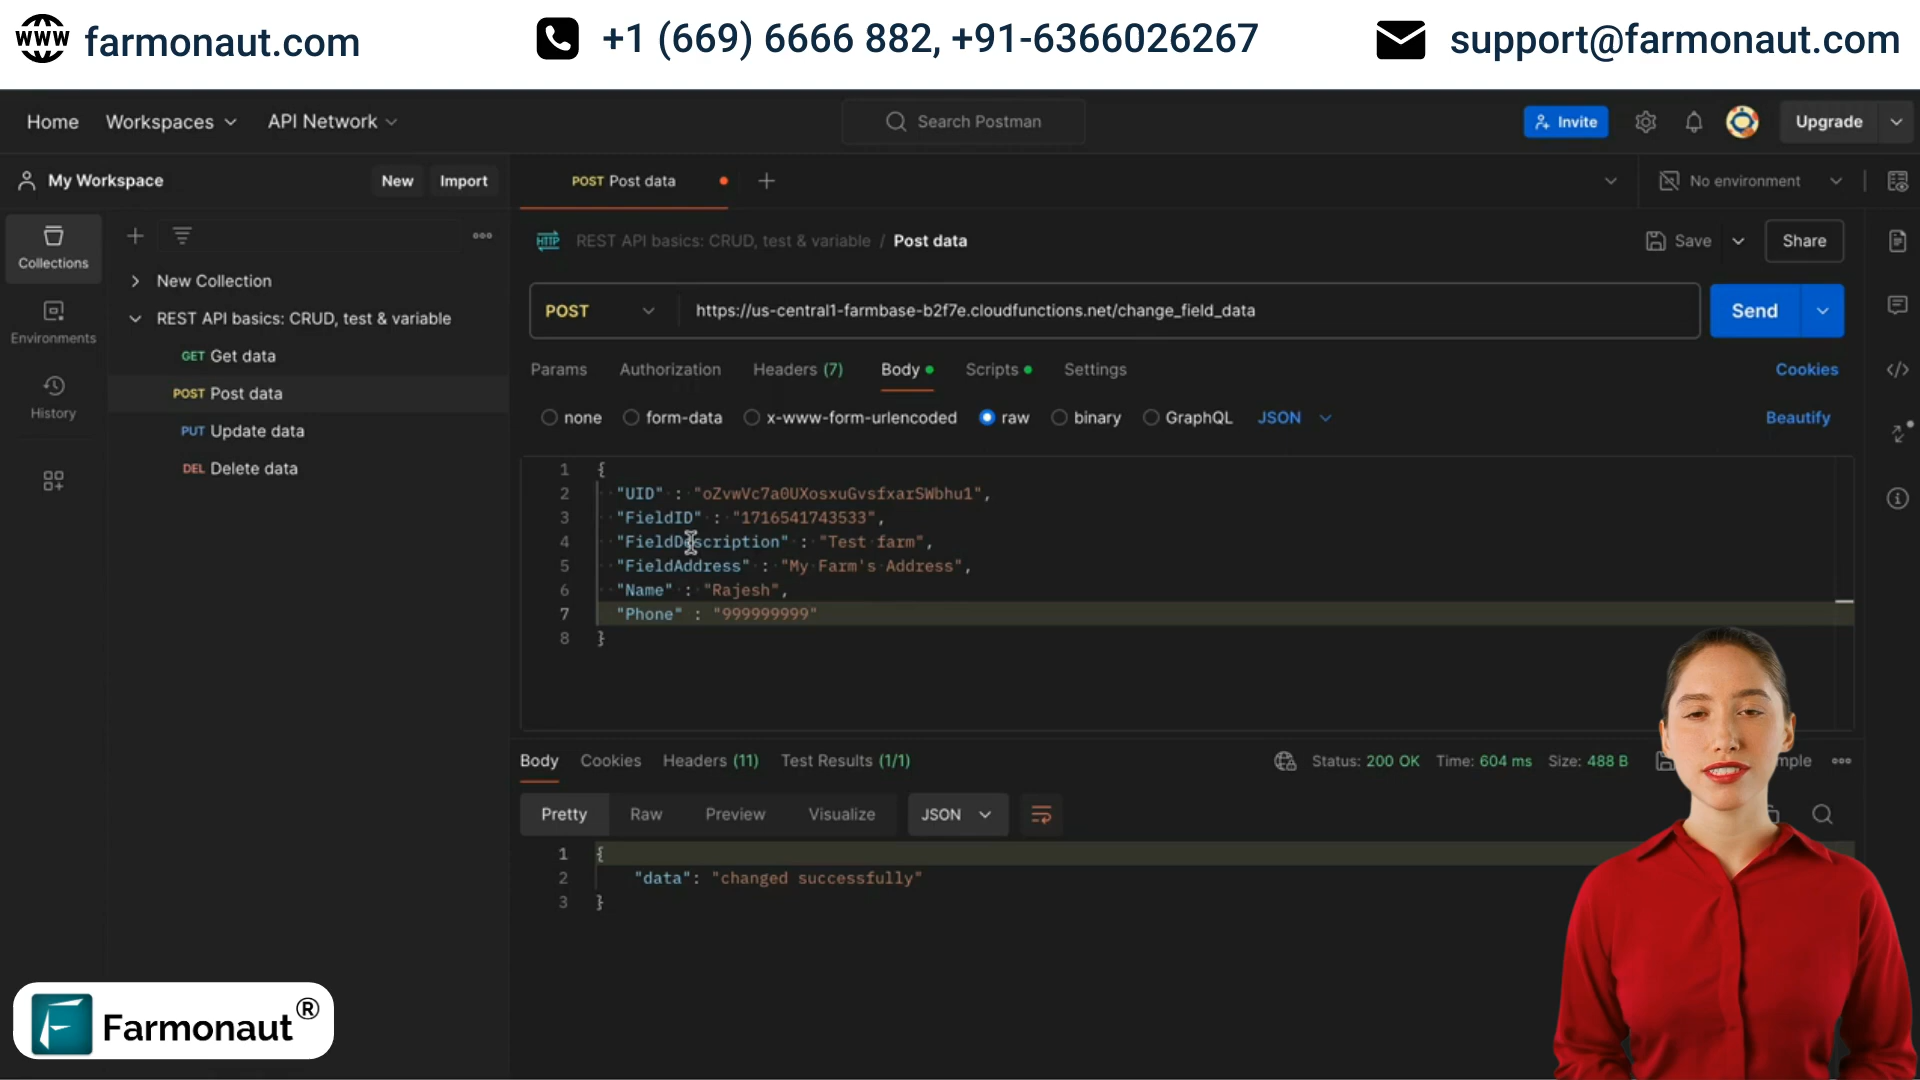 www farmonaut.com
+1 (669) 6666 882, +91-6366026267
support@farmonaut.com
Home Workspaces API Network
Search Postman
Invite
Upgrade
My Workspace
New Import
POST Post data
No environment
Collections
Environments
History
New Collection
REST API basics: CRUD, test & variable
GET Get data
POST Post data
PUT Update data
DEL Delete data
HTTP REST API basics: CRUD, test & variable / Post data
Save Share
POST https://us-central1-farmbase-b2f7e.cloudfunctions.net/change_field_data
Send
Params Authorization Headers (7) Body Scripts Settings
Cookies
none form-data x-www-form-urlencoded raw binary GraphQL JSON
Beautify
1 {
2 "UID" : "oZvwVc7a0UXosxuGvsfxarSWbhu1",
3 "FieldID" : "1716541743533",
4 "FieldDescription" : "Test farm",
5 "FieldAddress" : "My Farm's Address",
6 "Name" : "Rajesh",
7 "Phone" : "999999999"
8 }
Body Cookies Headers (11) Test Results (1/1)
Status: 200 OK Time: 604 ms Size: 488 B
Pretty Raw Preview Visualize JSON
1 {
2 "data": "changed successfully"
3 }
Farmonaut®